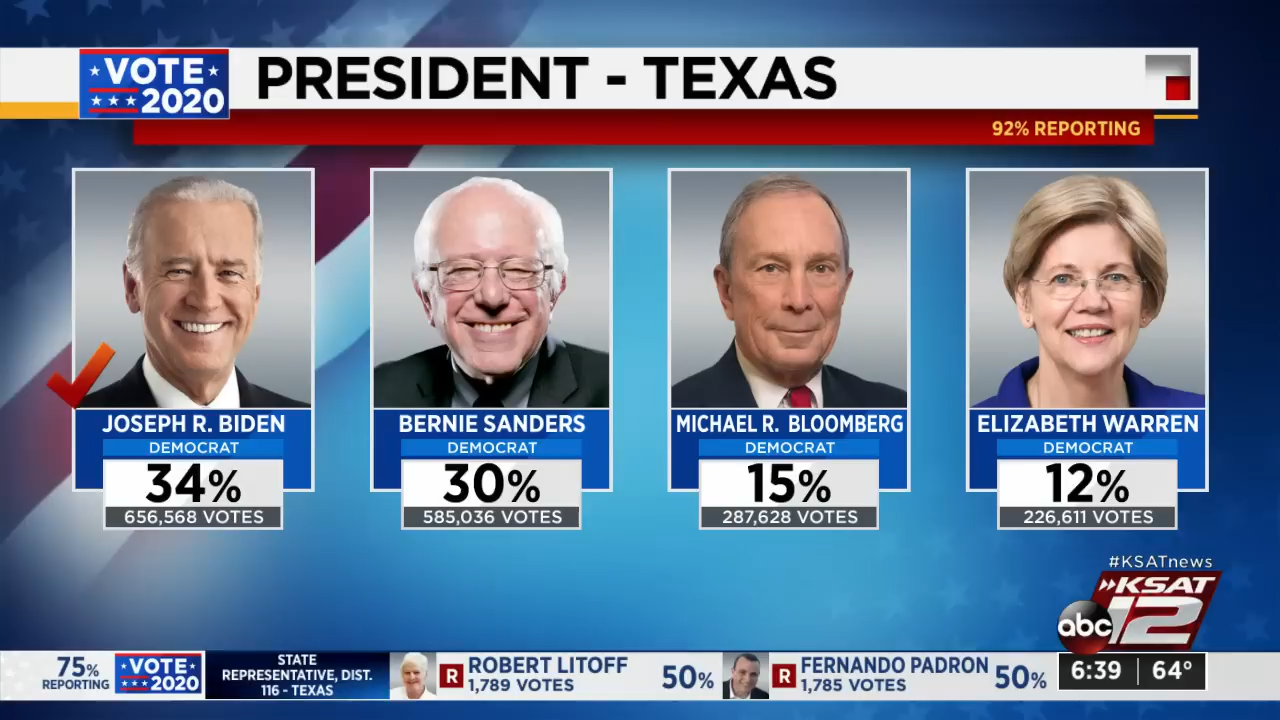 VOTE
2020
PRESIDENT - TEXAS
92% REPORTING
JOSEPH R. BIDEN
DEMOCRAT
34%
656,568 VOTES
BERNIE SANDERS
DEMOCRAT
30%
585,036 VOTES
MICHAEL R. BLOOMBERG
DEMOCRAT
15%
287,628 VOTES
ELIZABETH WARREN
DEMOCRAT
12%
226,611 VOTES
#KSATnews
KSAT
abc 12
75%
REPORTING
VOTE
2020
STATE
REPRESENTATIVE, DIST.
116 - TEXAS
R ROBERT LITOFF
1,789 VOTES
50%
R FERNANDO PADRON
1,785 VOTES
50%
6:39 64°